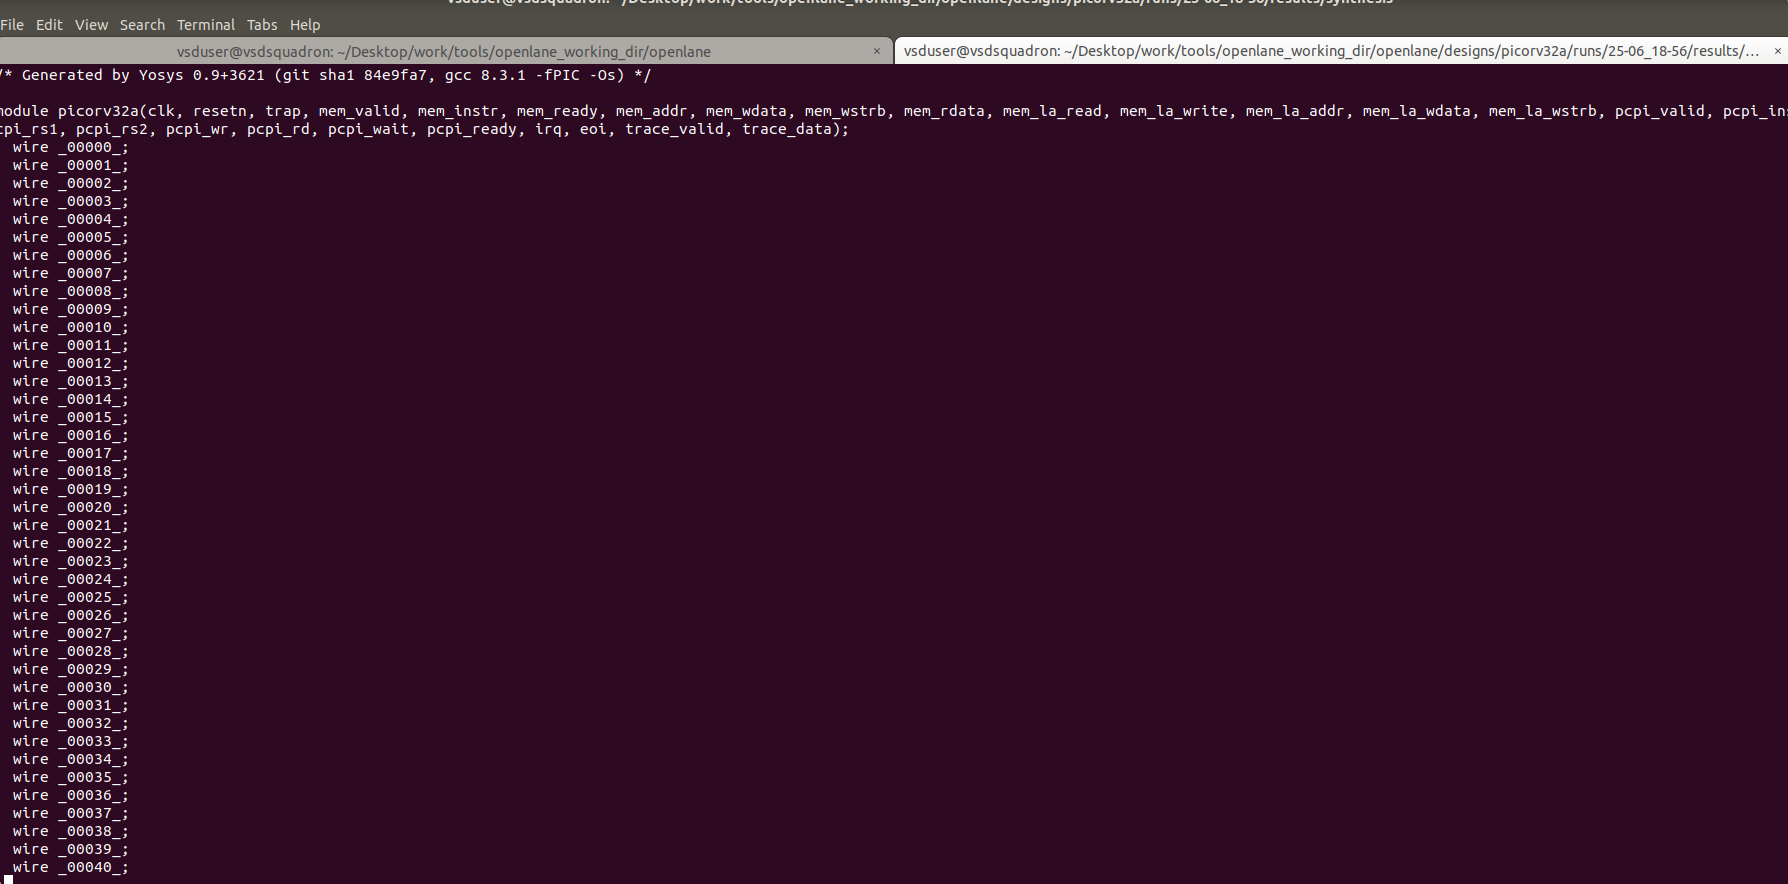 vsduser@vsdsquadron: ~/Desktop/work/tools/openlane_working_dir/openlane/designs/picorv32a/runs/25-06_18-56/results/synthesis
File Edit View Search Terminal Tabs Help
vsduser@vsdsquadron: ~/Desktop/work/tools/openlane_working_dir/openlane × vsduser@vsdsquadron: ~/Desktop/work/tools/openlane_working_dir/openlane/designs/picorv32a/runs/25-06_18-56/results/... ×
/* Generated by Yosys 0.9+3621 (git sha1 84e9fa7, gcc 8.3.1 -fPIC -Os) */
module picorv32a(clk, resetn, trap, mem_valid, mem_instr, mem_ready, mem_addr, mem_wdata, mem_wstrb, mem_rdata, mem_la_read, mem_la_write, mem_la_addr, mem_la_wdata, mem_la_wstrb, pcpi_valid, pcpi_ins
cpi_rs1, pcpi_rs2, pcpi_wr, pcpi_rd, pcpi_wait, pcpi_ready, irq, eoi, trace_valid, trace_data);
wire _00000_;
wire _00001_;
wire _00002_;
wire _00003_;
wire _00004_;
wire _00005_;
wire _00006_;
wire _00007_;
wire _00008_;
wire _00009_;
wire _00010_;
wire _00011_;
wire _00012_;
wire _00013_;
wire _00014_;
wire _00015_;
wire _00016_;
wire _00017_;
wire _00018_;
wire _00019_;
wire _00020_;
wire _00021_;
wire _00022_;
wire _00023_;
wire _00024_;
wire _00025_;
wire _00026_;
wire _00027_;
wire _00028_;
wire _00029_;
wire _00030_;
wire _00031_;
wire _00032_;
wire _00033_;
wire _00034_;
wire _00035_;
wire _00036_;
wire _00037_;
wire _00038_;
wire _00039_;
wire _00040_;